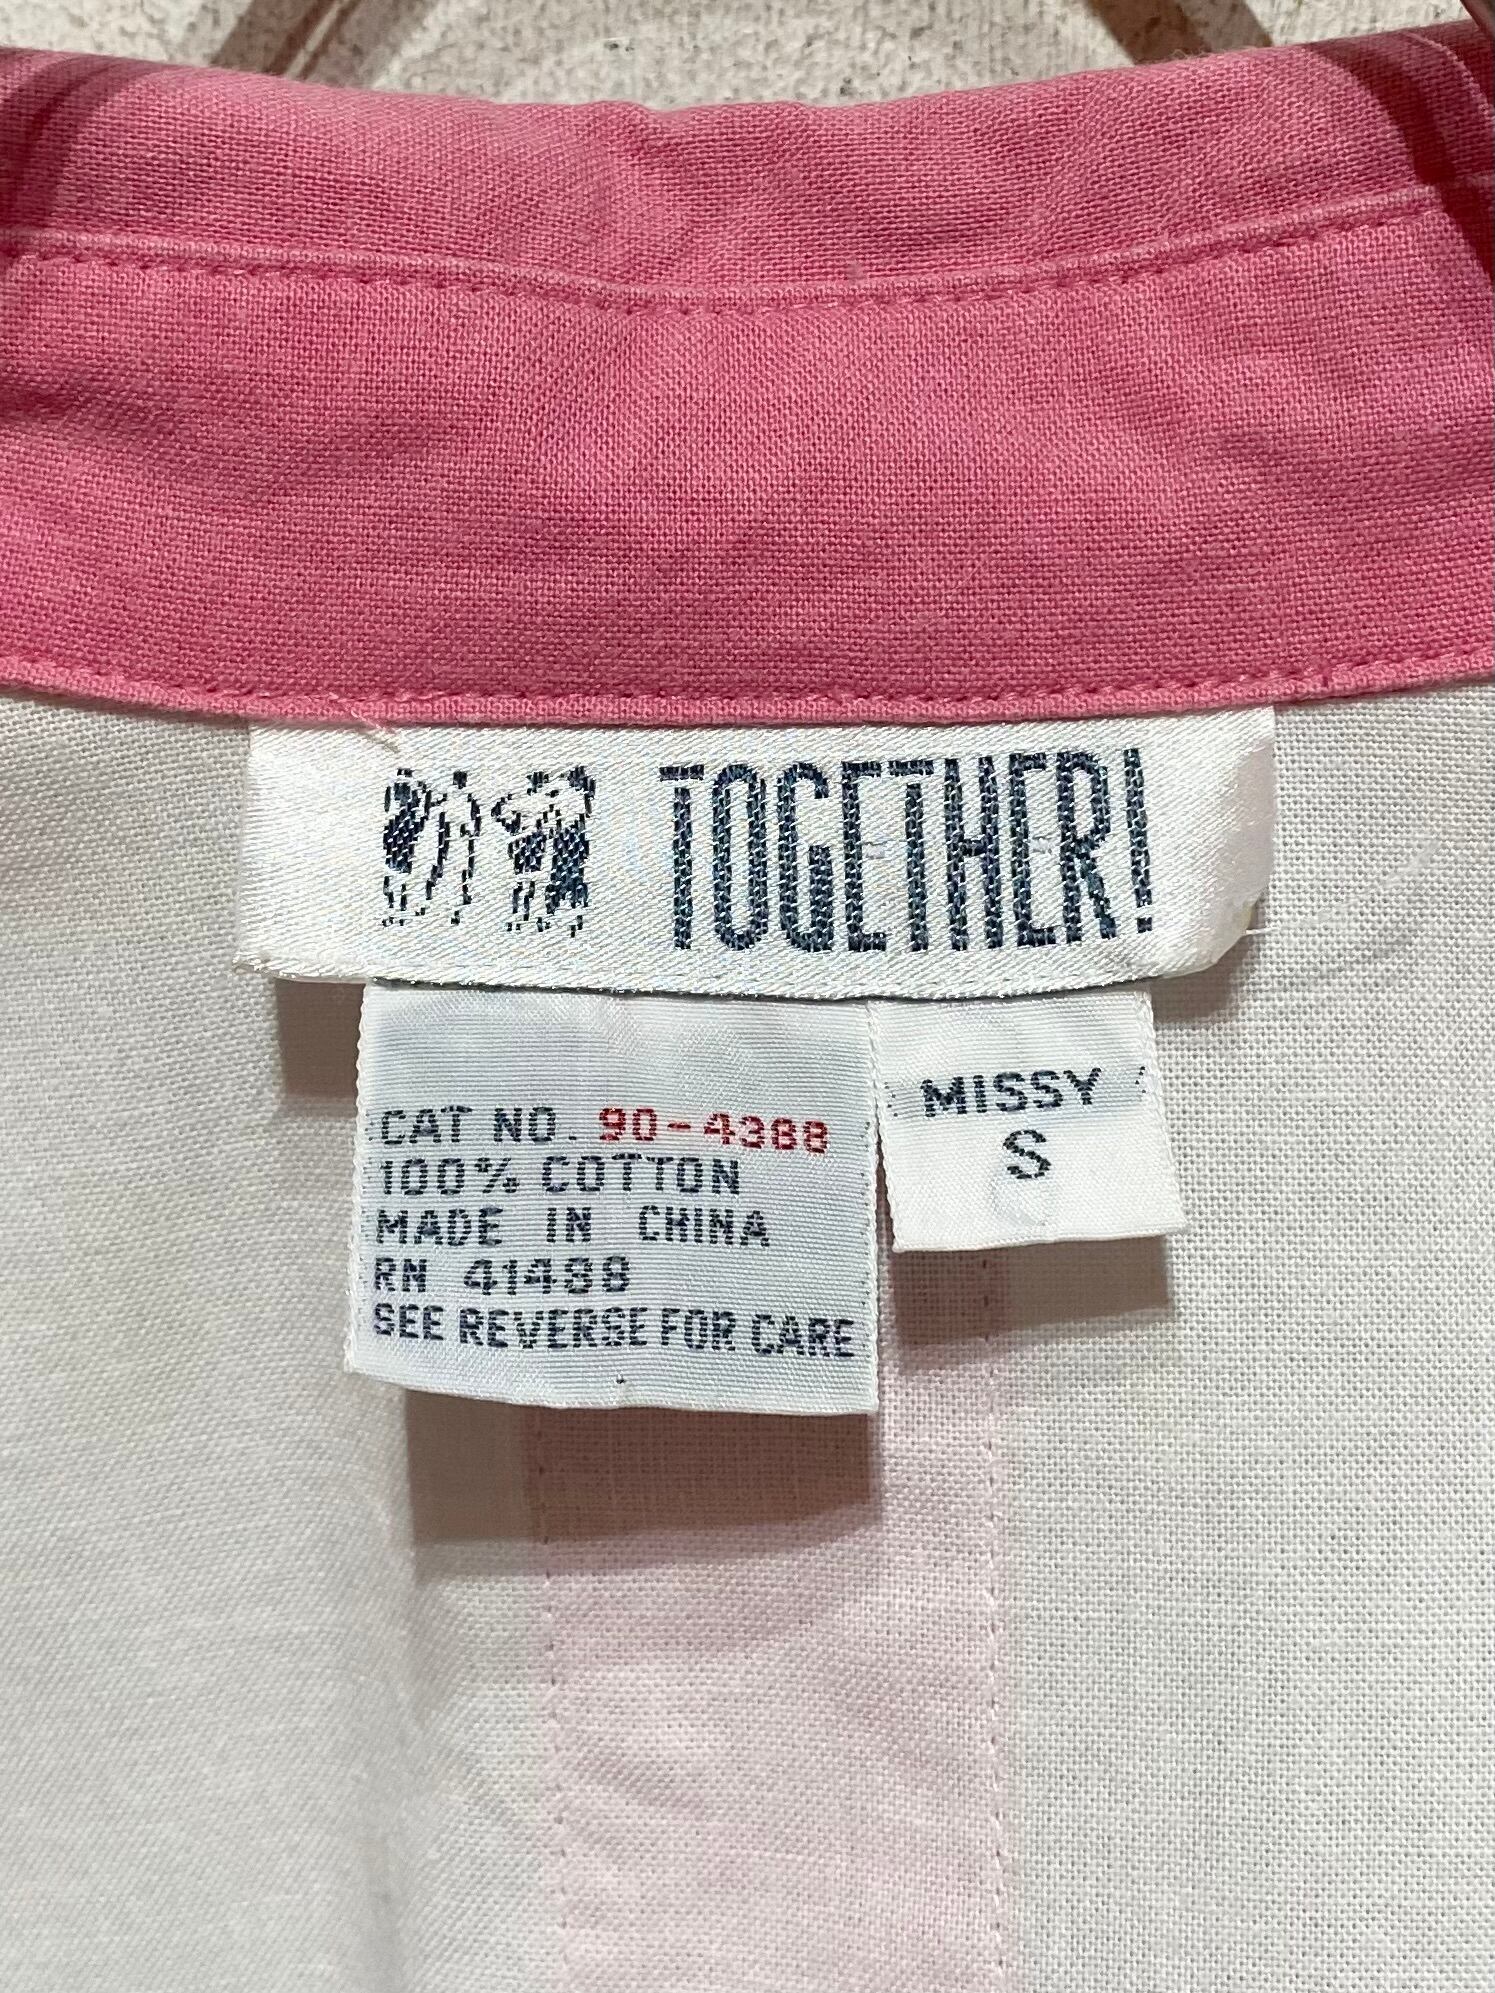 TOGETHER!
CAT NO. 90-4388
100% COTTON
MADE IN CHINA
RN 41488
SEE REVERSE FOR CARE
MISSY
S